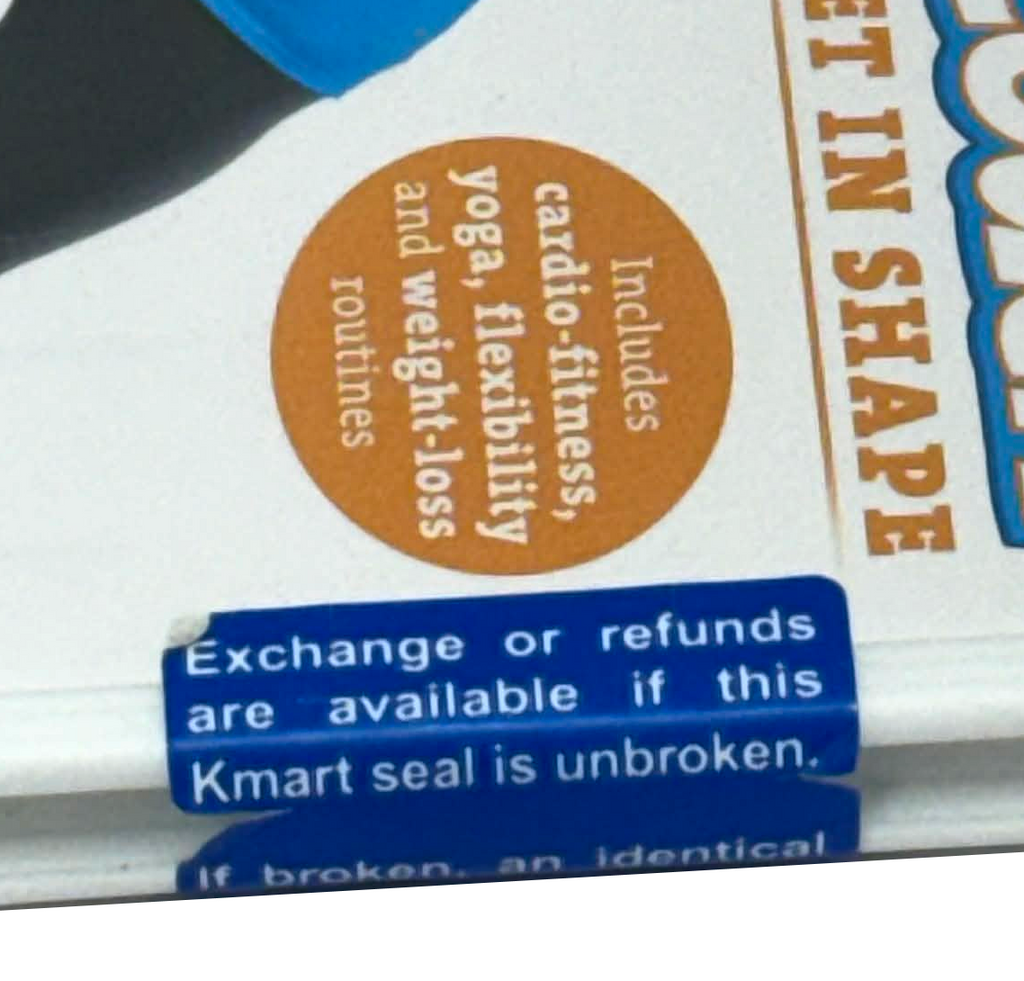 ET IN SHAPE
Includes
cardio-fitness,
yoga, flexibility
and weight-loss
routines
Exchange or refunds
are available if this
Kmart seal is unbroken.
If broken, an identical